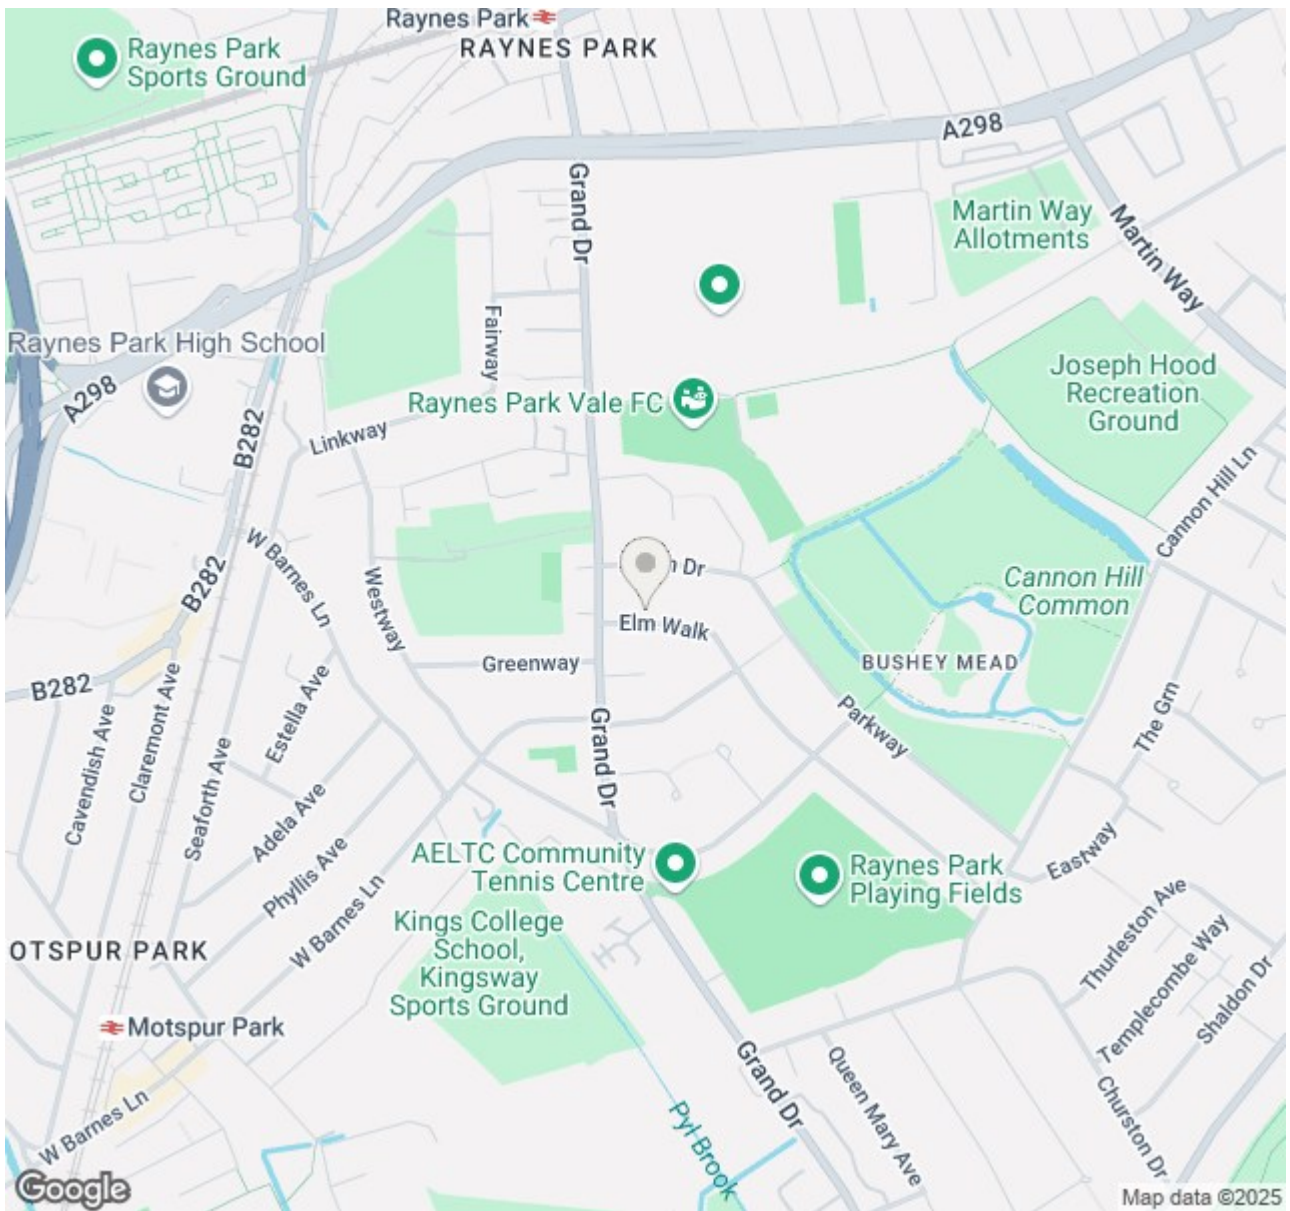 Raynes Park
RAYNES PARK
Raynes Park
Sports Ground
A298
Grand Dr
Martin Way
Allotments
Martin Way
Fairway
Raynes Park High School
A298
Joseph Hood
Recreation
Ground
Raynes Park Vale FC
Linkway
B282
Cannon Hill Ln
W Barnes Ln
B282
Westway
Dr
Cannon Hill
Common
Elm Walk
Greenway
BUSHEY MEAD
B282
Cavendish Ave
Claremont Ave
Seaforth Ave
Estella Ave
Grand Dr
Parkway
The Grn
Adela Ave
Phyllis Ave
W Barnes Ln
AELTC Community
Tennis Centre
Raynes Park
Playing Fields
Eastway
Kings College
School,
Kingsway
Sports Ground
Thurleston Ave
Templecombe Way
Shaldon Dr
OTSPUR PARK
Motspur Park
Grand Dr
Queen Mary Ave
Churston Dr
W Barnes Ln
Pyl Brook
Google
Map data ©2025